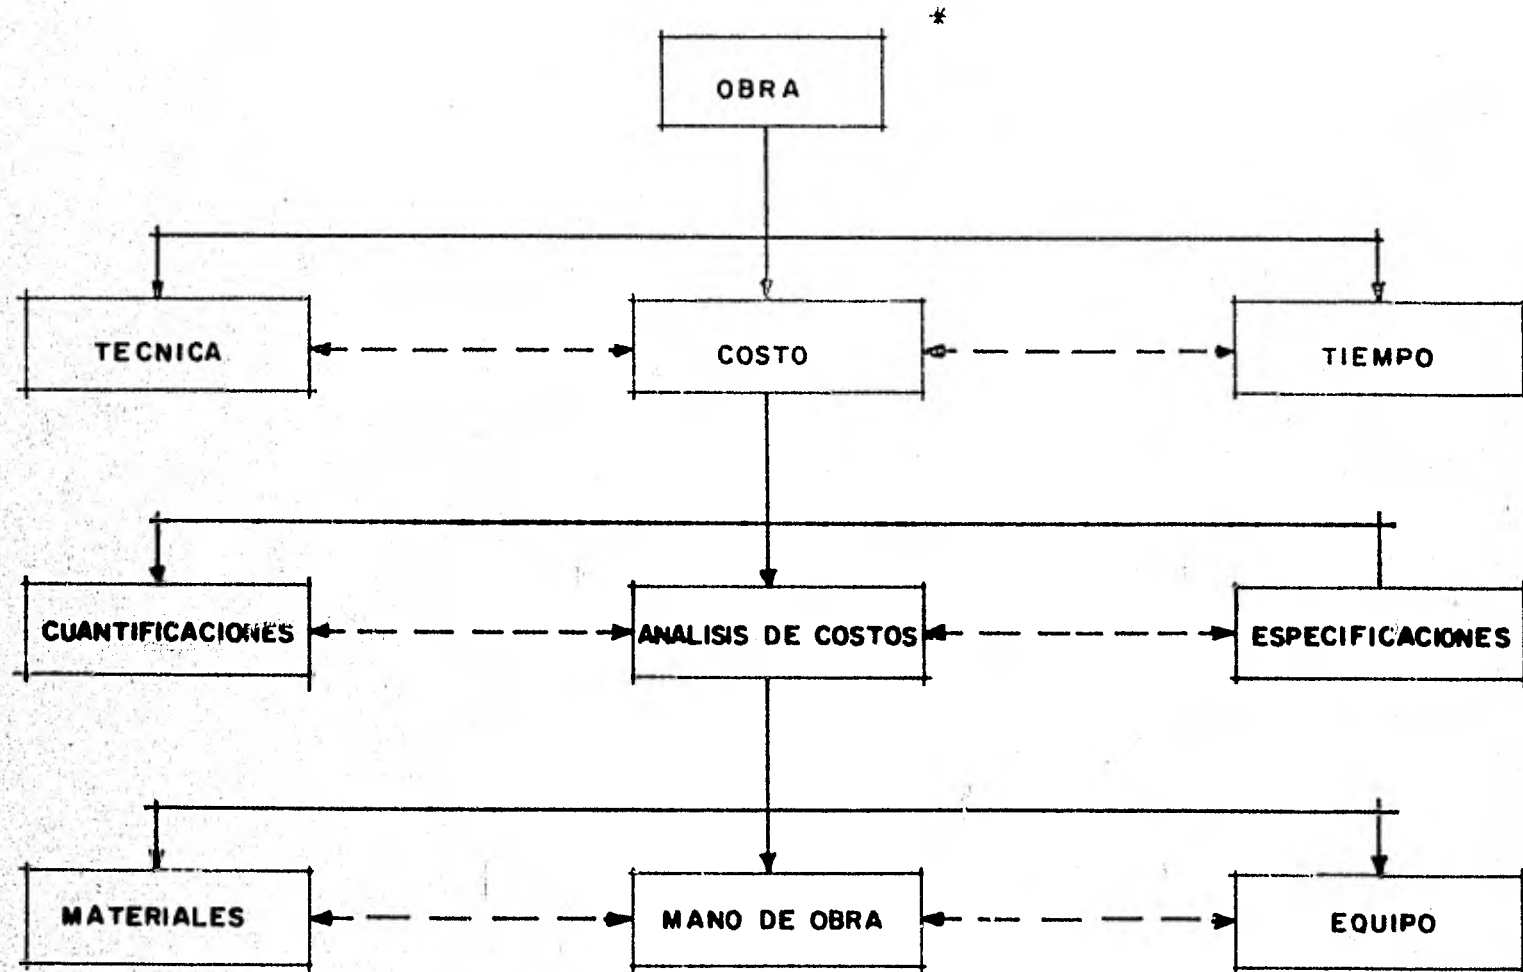 *
OBRA
TECNICA
COSTO
TIEMPO
CUANTIFICACIONES
ANALISIS DE COSTOS
ESPECIFICACIONES
MATERIALES
MANO DE OBRA
EQUIPO